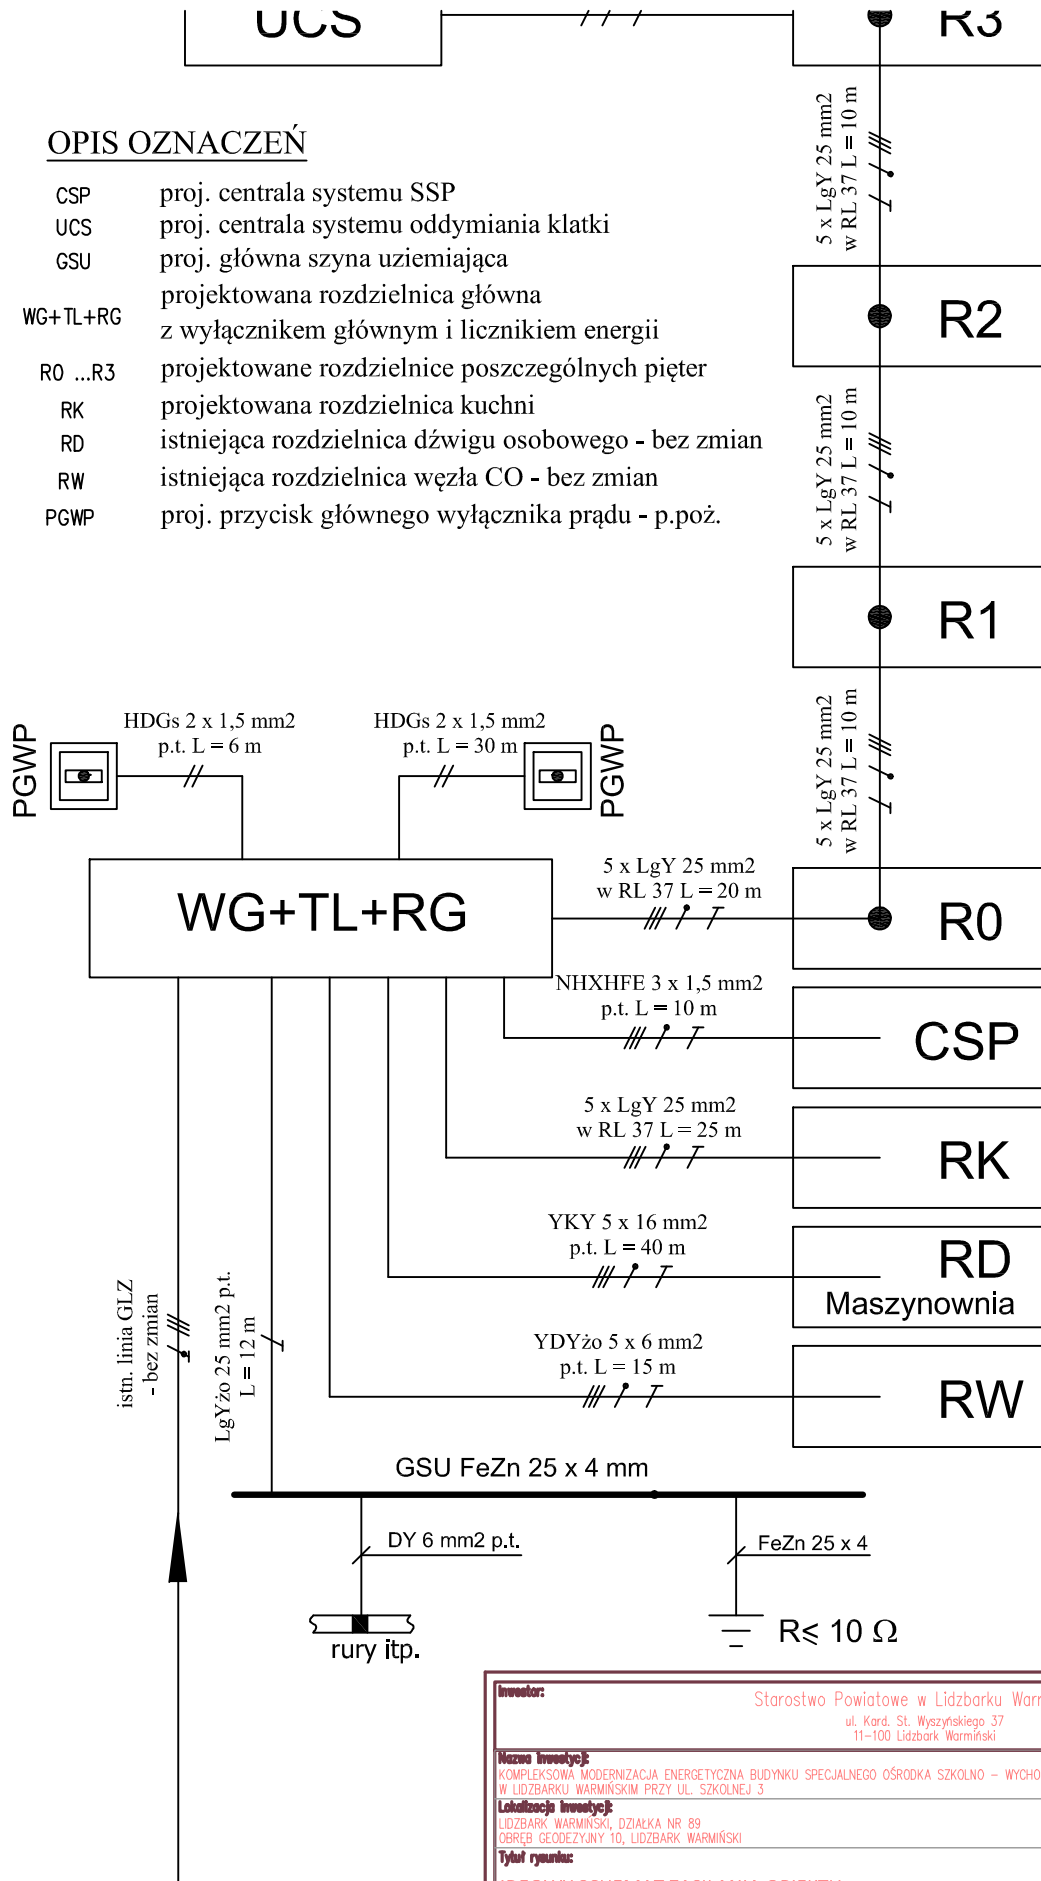 UCS
R3
5 x LgY 25 mm2
w RL 37 L = 10 m
OPIS OZNACZEŃ
CSP proj. centrala systemu SSP
UCS proj. centrala systemu oddymiania klatki
GSU proj. główna szyna uziemiająca
WG+TL+RG projektowana rozdzielnica główna
z wyłącznikem głównym i licznikiem energii
R0 ...R3 projektowane rozdzielnice poszczególnych pięter
RK projektowana rozdzielnica kuchni
RD istniejąca rozdzielnica dźwigu osobowego - bez zmian
RW istniejąca rozdzielnica węzła CO - bez zmian
PGWP proj. przycisk głównego wyłącznika prądu - p.poż.
R2
5 x LgY 25 mm2
w RL 37 L = 10 m
R1
5 x LgY 25 mm2
w RL 37 L = 10 m
PGWP
HDGs 2 x 1,5 mm2
p.t. L = 6 m
HDGs 2 x 1,5 mm2
p.t. L = 30 m
PGWP
WG+TL+RG
5 x LgY 25 mm2
w RL 37 L = 20 m
R0
NHXHFE 3 x 1,5 mm2
p.t. L = 10 m
CSP
5 x LgY 25 mm2
w RL 37 L = 25 m
RK
YKY 5 x 16 mm2
p.t. L = 40 m
RD
Maszynownia
YDYżo 5 x 6 mm2
p.t. L = 15 m
RW
istn. linia GLZ
- bez zmian
LgYżo 25 mm2 p.t.
L = 12 m
GSU FeZn 25 x 4 mm
DY 6 mm2 p.t.
FeZn 25 x 4
rury itp.
R≤ 10 Ω
Inwestor:
Starostwo Powiatowe w Lidzbarku Warm
ul. Kard. St. Wyszyńskiego 37
11-100 Lidzbark Warmiński
Nazwa inwestycji:
KOMPLEKSOWA MODERNIZACJA ENERGETYCZNA BUDYNKU SPECJALNEGO OŚRODKA SZKOLNO - WYCHO
W LIDZBARKU WARMIŃSKIM PRZY UL. SZKOLNEJ 3
Lokalizacja inwestycji:
LIDZBARK WARMIŃSKI, DZIAŁKA NR 89
OBRĘB GEODEZYJNY 10, LIDZBARK WARMIŃSKI
Tytuł rysunku: